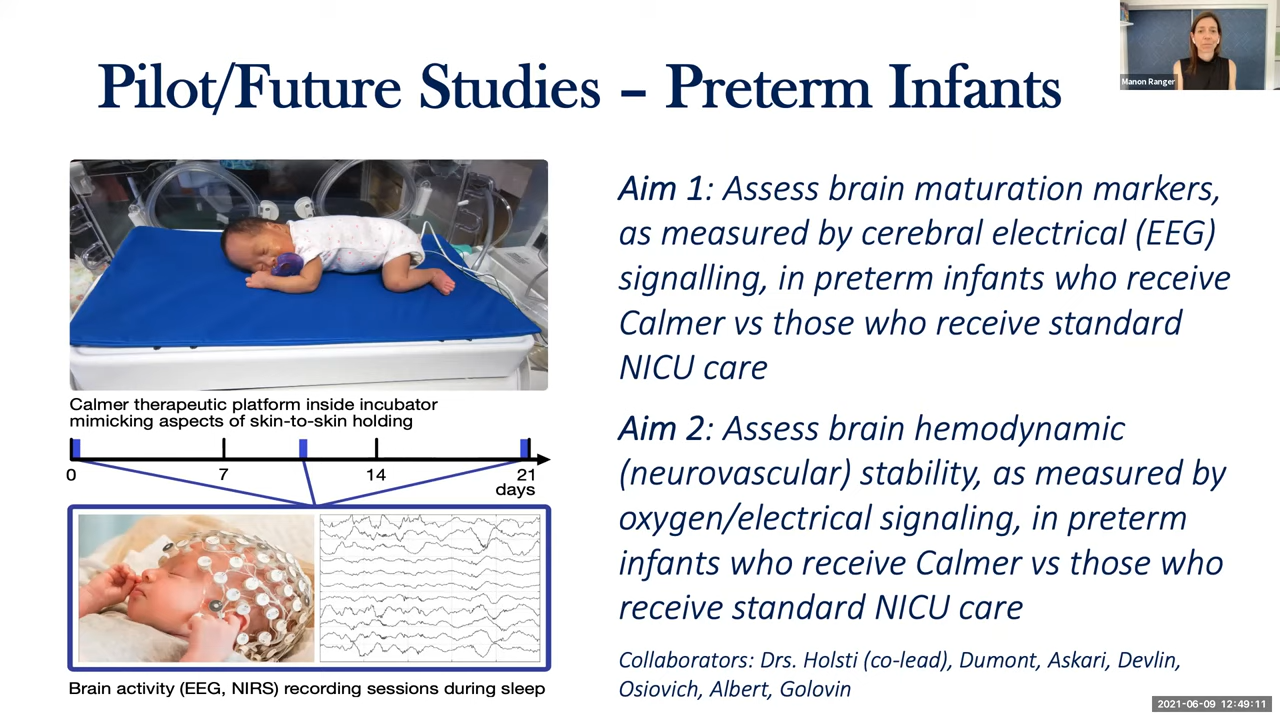 Pilot/Future Studies – Preterm Infants
Manon Ranger
Calmer therapeutic platform inside incubator
mimicking aspects of skin-to-skin holding
0 7 14 21
days
Brain activity (EEG, NIRS) recording sessions during sleep
Aim 1: Assess brain maturation markers,
as measured by cerebral electrical (EEG)
signalling, in preterm infants who receive
Calmer vs those who receive standard
NICU care
Aim 2: Assess brain hemodynamic
(neurovascular) stability, as measured by
oxygen/electrical signaling, in preterm
infants who receive Calmer vs those who
receive standard NICU care
Collaborators: Drs. Holsti (co-lead), Dumont, Askari, Devlin,
Osiovich, Albert, Golovin
2021-06-09 12:49:11